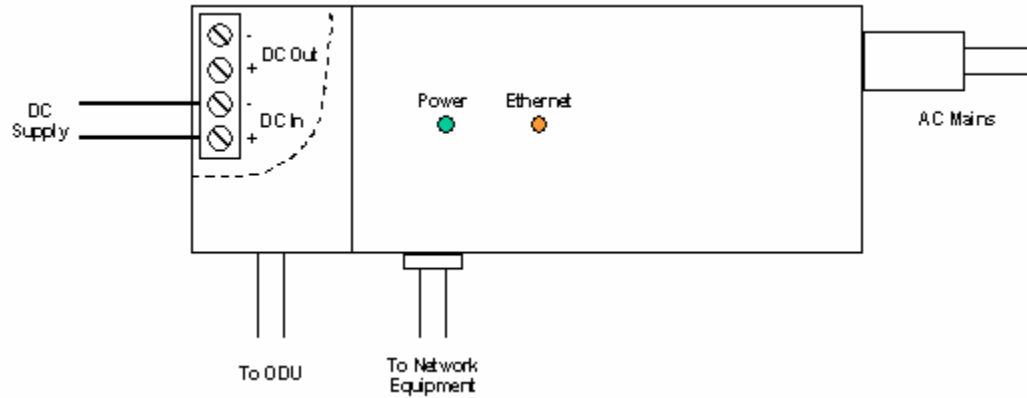 -
DC Out
+
DC
Supply
-
DC In
+
Power
Ethernet
AC Mains
To ODU
To Network
Equipment